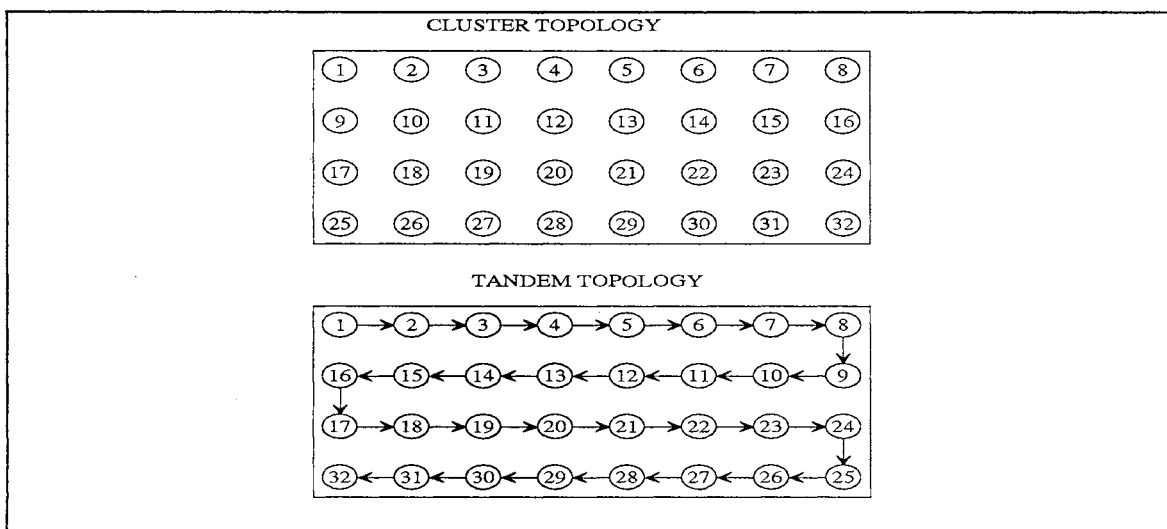 CLUSTER TOPOLOGY
1 2 3 4 5 6 7 8
9 10 11 12 13 14 15 16
17 18 19 20 21 22 23 24
25 26 27 28 29 30 31 32
TANDEM TOPOLOGY
1 2 3 4 5 6 7 8
16 15 14 13 12 11 10 9
17 18 19 20 21 22 23 24
32 31 30 29 28 27 26 25